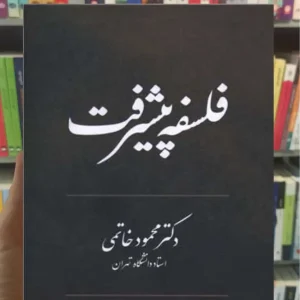 فلسفه پیشرفت
دکتر محمود خاتمی
استاد دانشگاه تهران